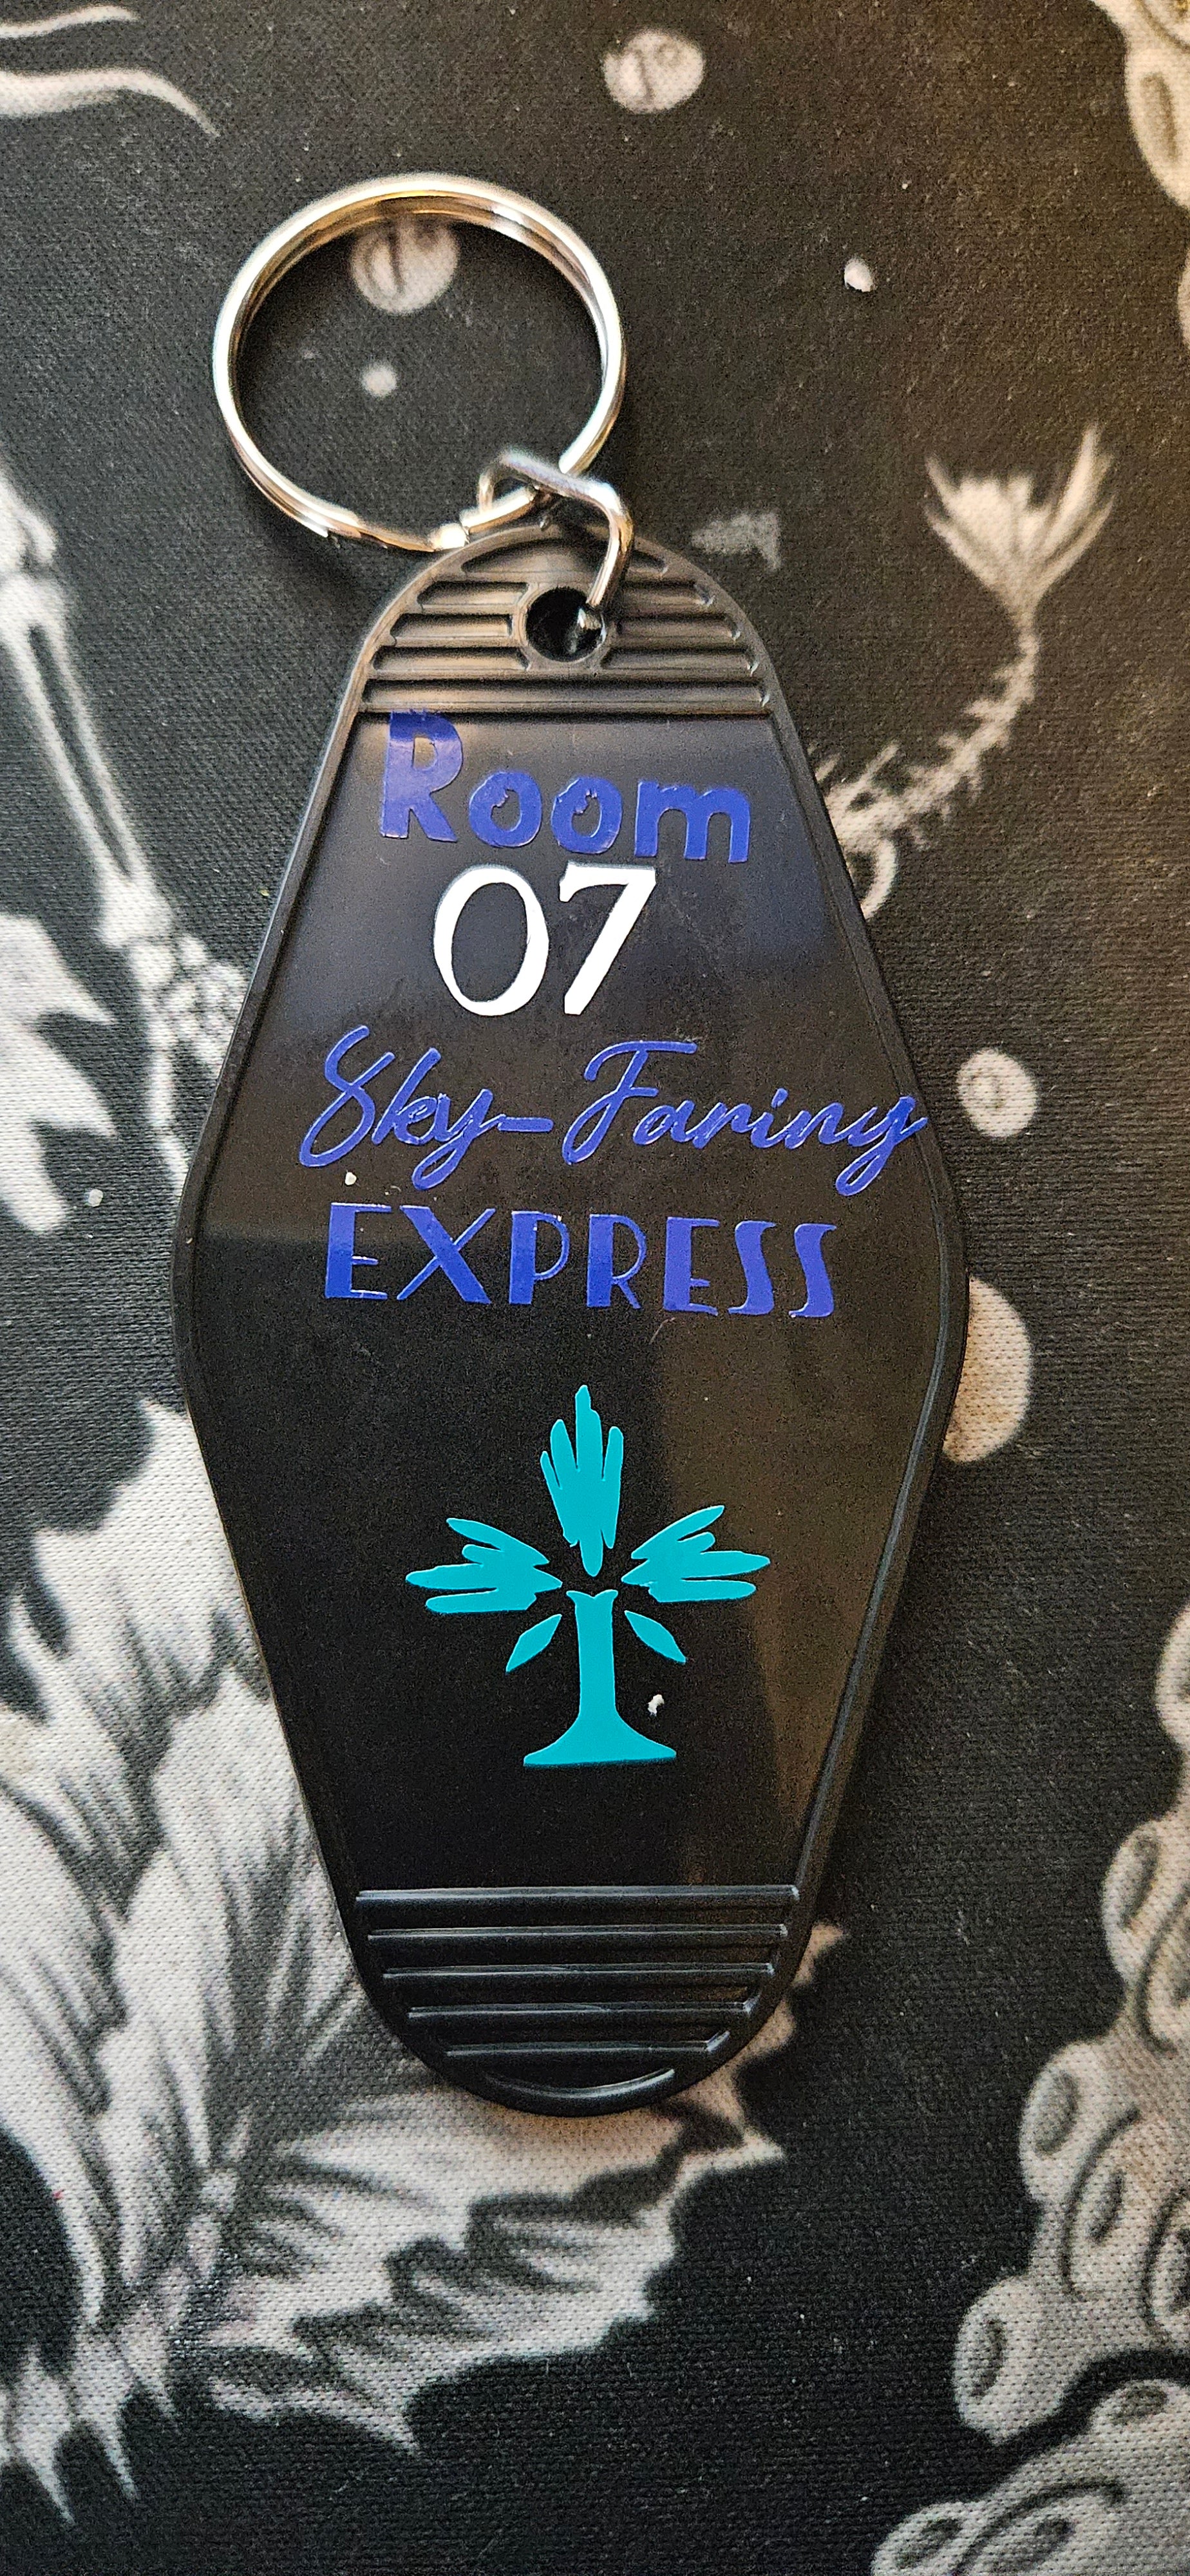 Room
07
Sky-Faring
EXPRESS